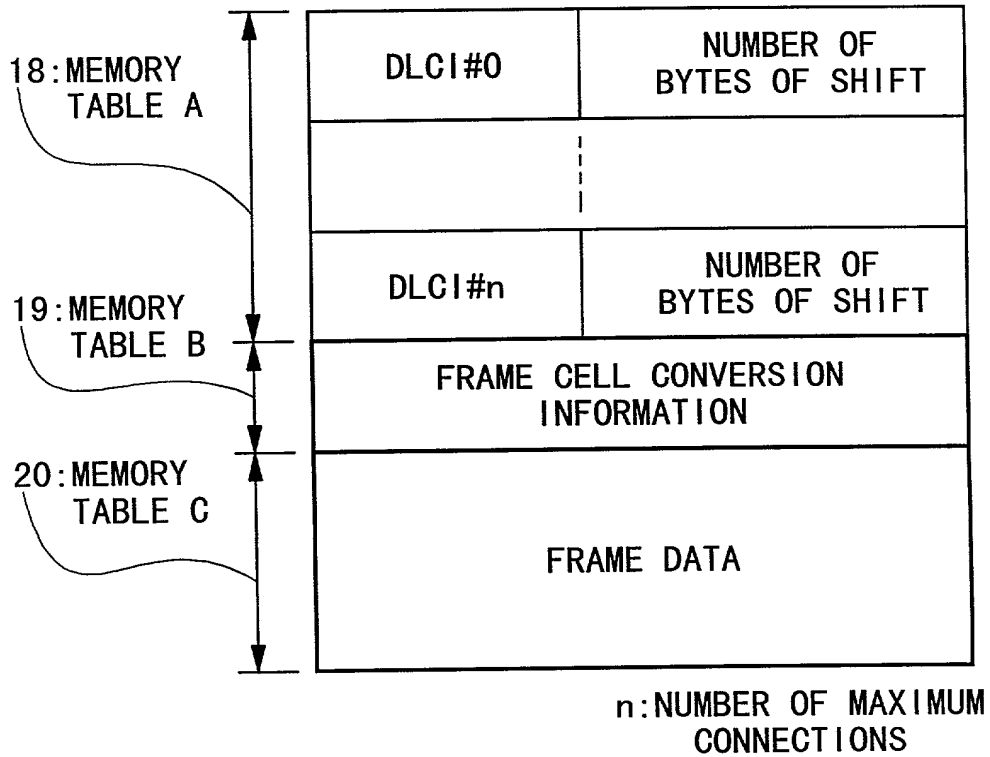 18:MEMORY
TABLE A
DLCI#0
NUMBER OF
BYTES OF SHIFT
DLCI#n
NUMBER OF
BYTES OF SHIFT
19:MEMORY
TABLE B
FRAME CELL CONVERSION
INFORMATION
20:MEMORY
TABLE C
FRAME DATA
n:NUMBER OF MAXIMUM
CONNECTIONS